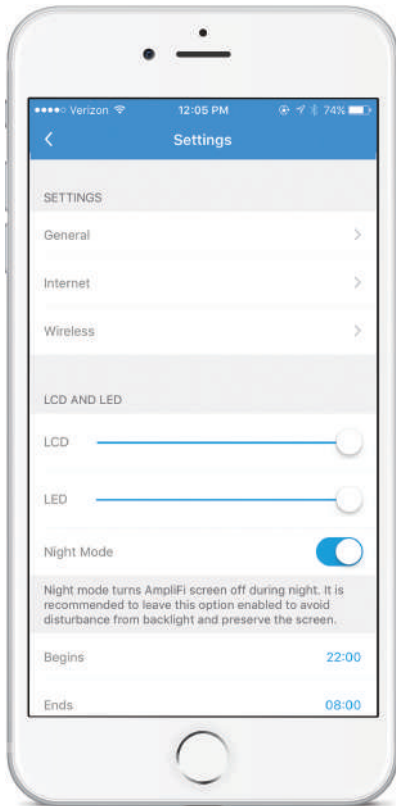 Verizon 12:05 PM 74%
Settings
SETTINGS
General
Internet
Wireless
LCD AND LED
LCD
LED
Night Mode
Night mode turns AmpliFi screen off during night. It is
recommended to leave this option enabled to avoid
disturbance from backlight and preserve the screen.
Begins 22:00
Ends 08:00